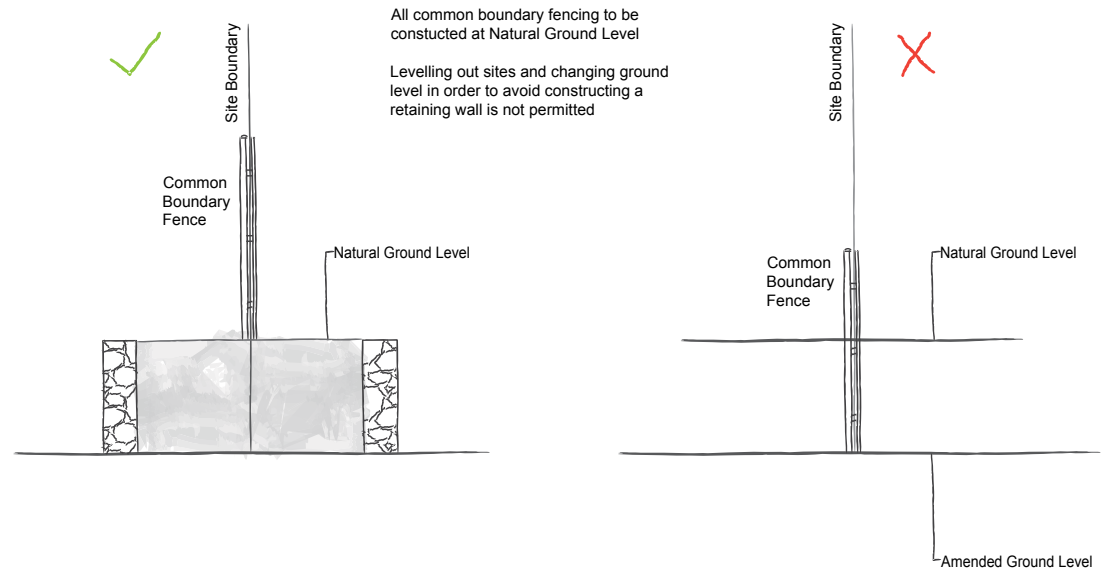 All common boundary fencing to be
constucted at Natural Ground Level
Levelling out sites and changing ground
level in order to avoid constructing a
retaining wall is not permitted
Site Boundary
Common
Boundary
Fence
Natural Ground Level
Site Boundary
Common
Boundary
Fence
Natural Ground Level
Amended Ground Level